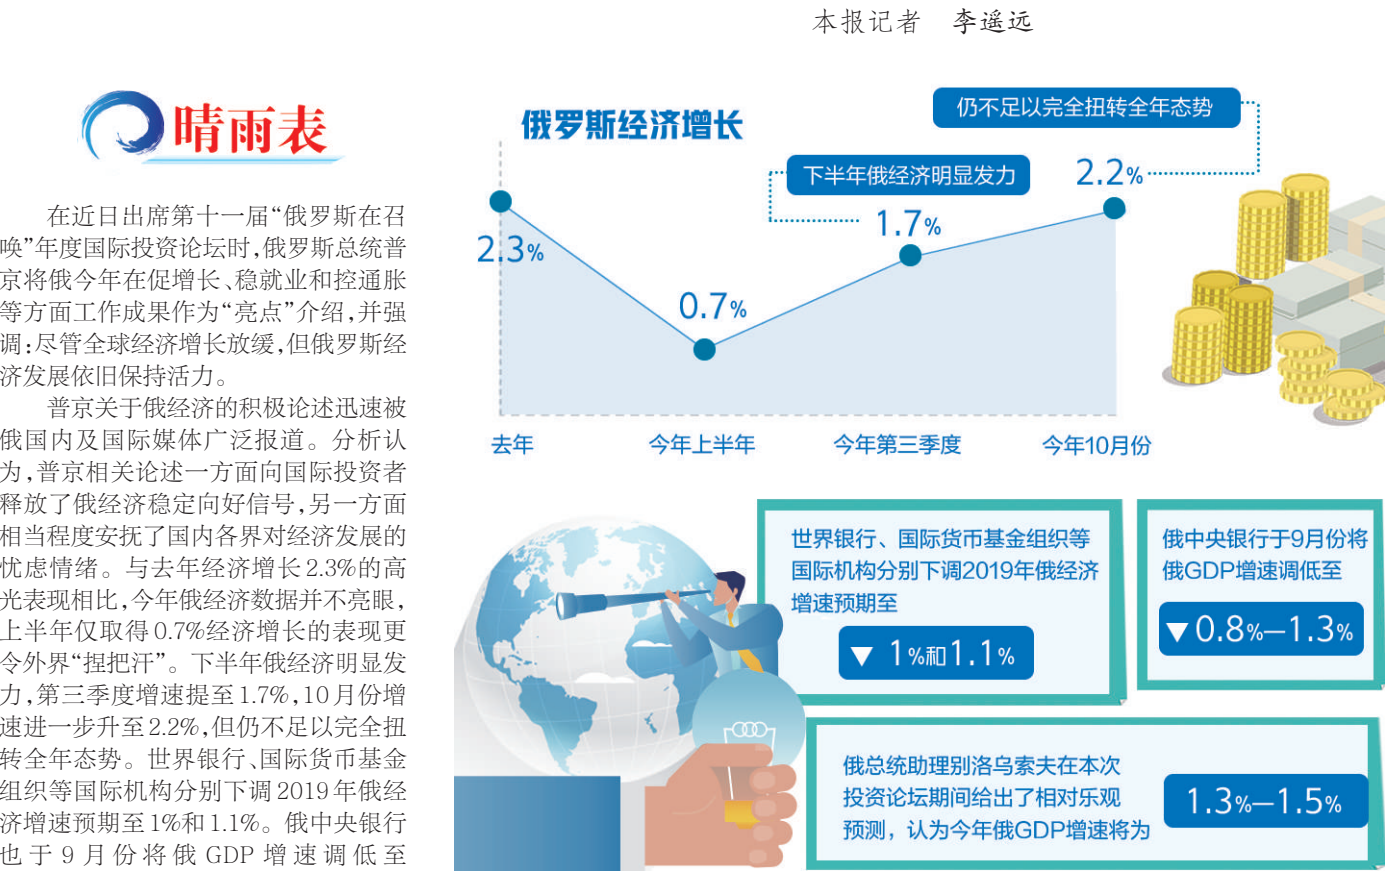 本报记者　李遥远
晴雨表
在近日出席第十一届“俄罗斯在召
唤”年度国际投资论坛时,俄罗斯总统普
京将俄今年在促增长、稳就业和控通胀
等方面工作成果作为“亮点”介绍,并强
调:尽管全球经济增长放缓,但俄罗斯经
济发展依旧保持活力。
普京关于俄经济的积极论述迅速被
俄国内及国际媒体广泛报道。分析认
为,普京相关论述一方面向国际投资者
释放了俄经济稳定向好信号,另一方面
相当程度安抚了国内各界对经济发展的
忧虑情绪。与去年经济增长2.3%的高
光表现相比,今年俄经济数据并不亮眼,
上半年仅取得0.7%经济增长的表现更
令外界“捏把汗”。下半年俄经济明显发
力,第三季度增速提至1.7%,10月份增
速进一步升至2.2%,但仍不足以完全扭
转全年态势。世界银行、国际货币基金
组织等国际机构分别下调2019年俄经
济增速预期至1%和1.1%。俄中央银行
也于9月份将俄GDP增速调低至
俄罗斯经济增长
仍不足以完全扭转全年态势
下半年俄经济明显发力
2.2%
1.7%
2.3%
0.7%
去年
今年上半年
今年第三季度
今年10月份
世界银行、国际货币基金组织等
国际机构分别下调2019年俄经济
增速预期至
▼ 1%和1.1%
俄中央银行于9月份将
俄GDP增速调低至
▼0.8%—1.3%
俄总统助理别洛乌索夫在本次
投资论坛期间给出了相对乐观
预测，认为今年俄GDP增速将为
1.3%—1.5%